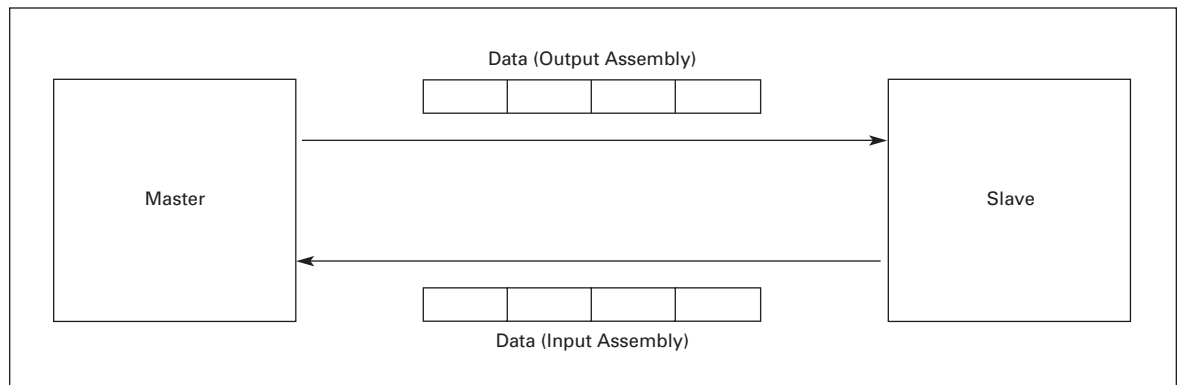 Data (Output Assembly)
Master
Slave
Data (Input Assembly)